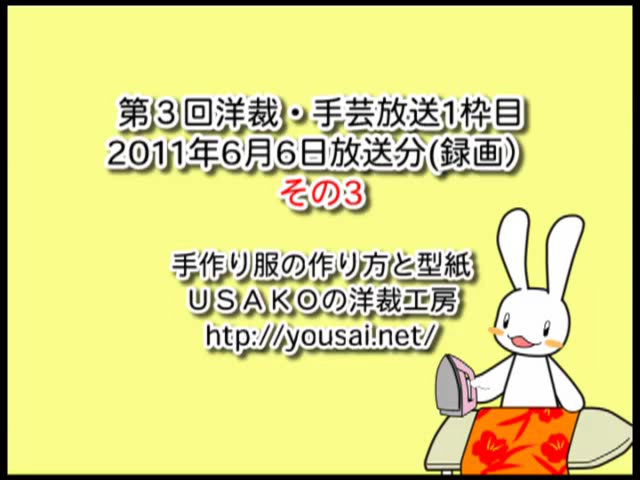 第３回洋裁・手芸放送1枠目
2011年6月6日放送分(録画）
その3
手作り服の作り方と型紙
ＵＳＡＫＯの洋裁工房
htp://yousai.net/